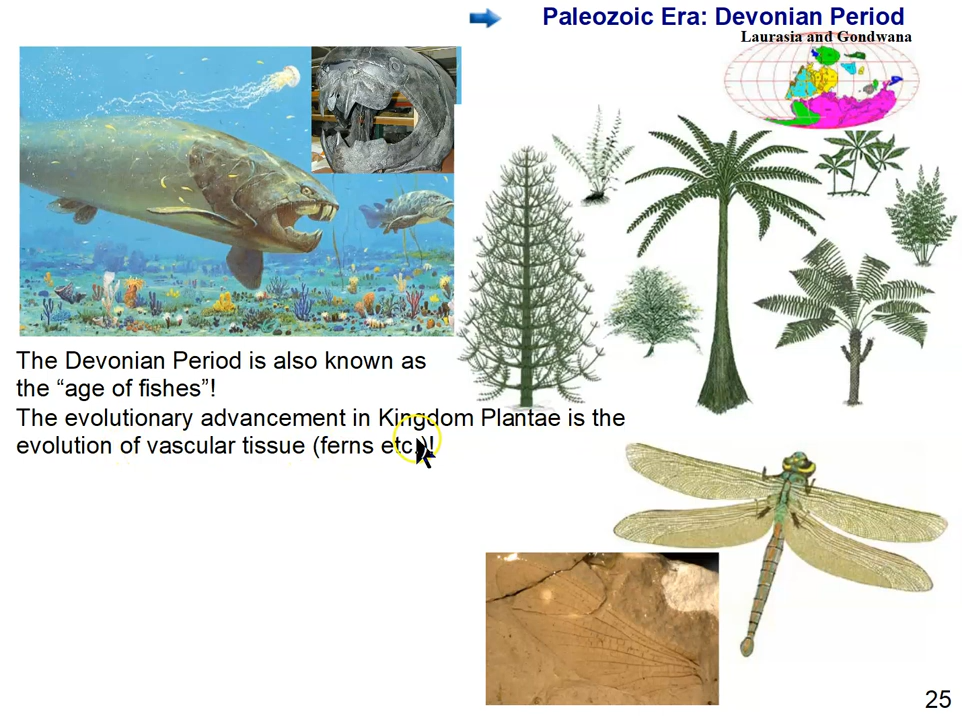 Paleozoic Era: Devonian Period
Laurasia and Gondwana
The Devonian Period is also known as
the “age of fishes”!
The evolutionary advancement in Kingdom Plantae is the
evolution of vascular tissue (ferns etc.)!
25